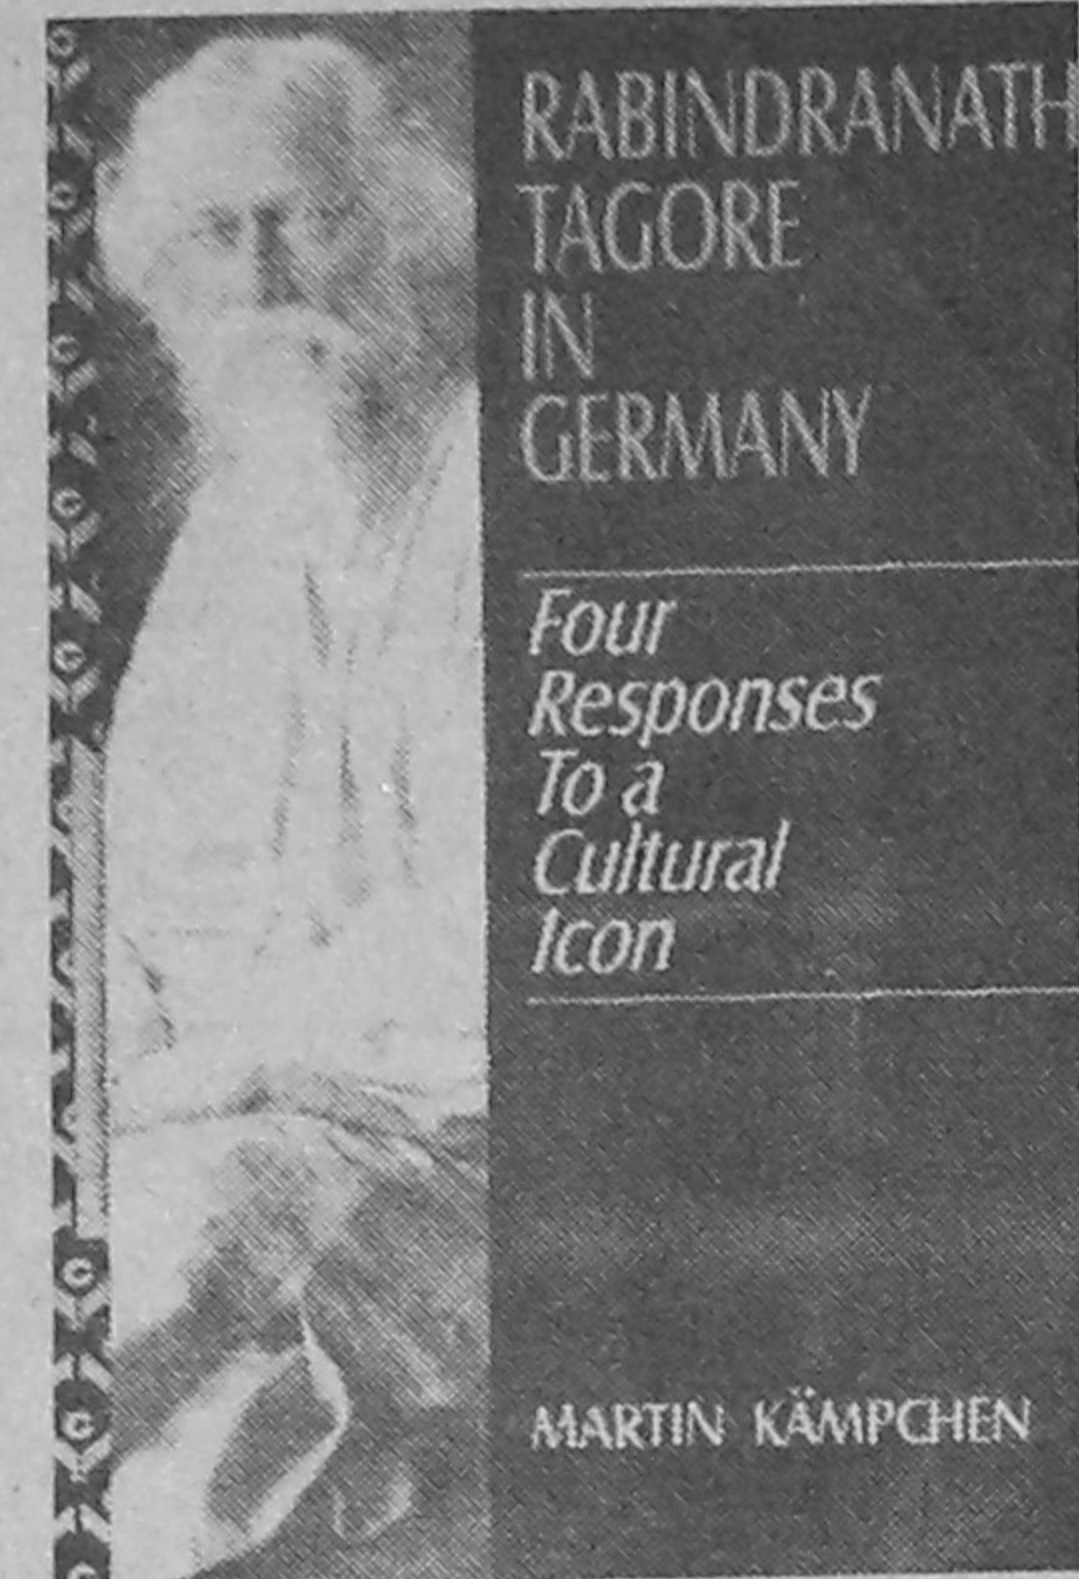 RABINDRANATH
TAGORE
IN
GERMANY
Four
Responses
To a
Cultural
Icon
MARTIN KÄMPCHEN